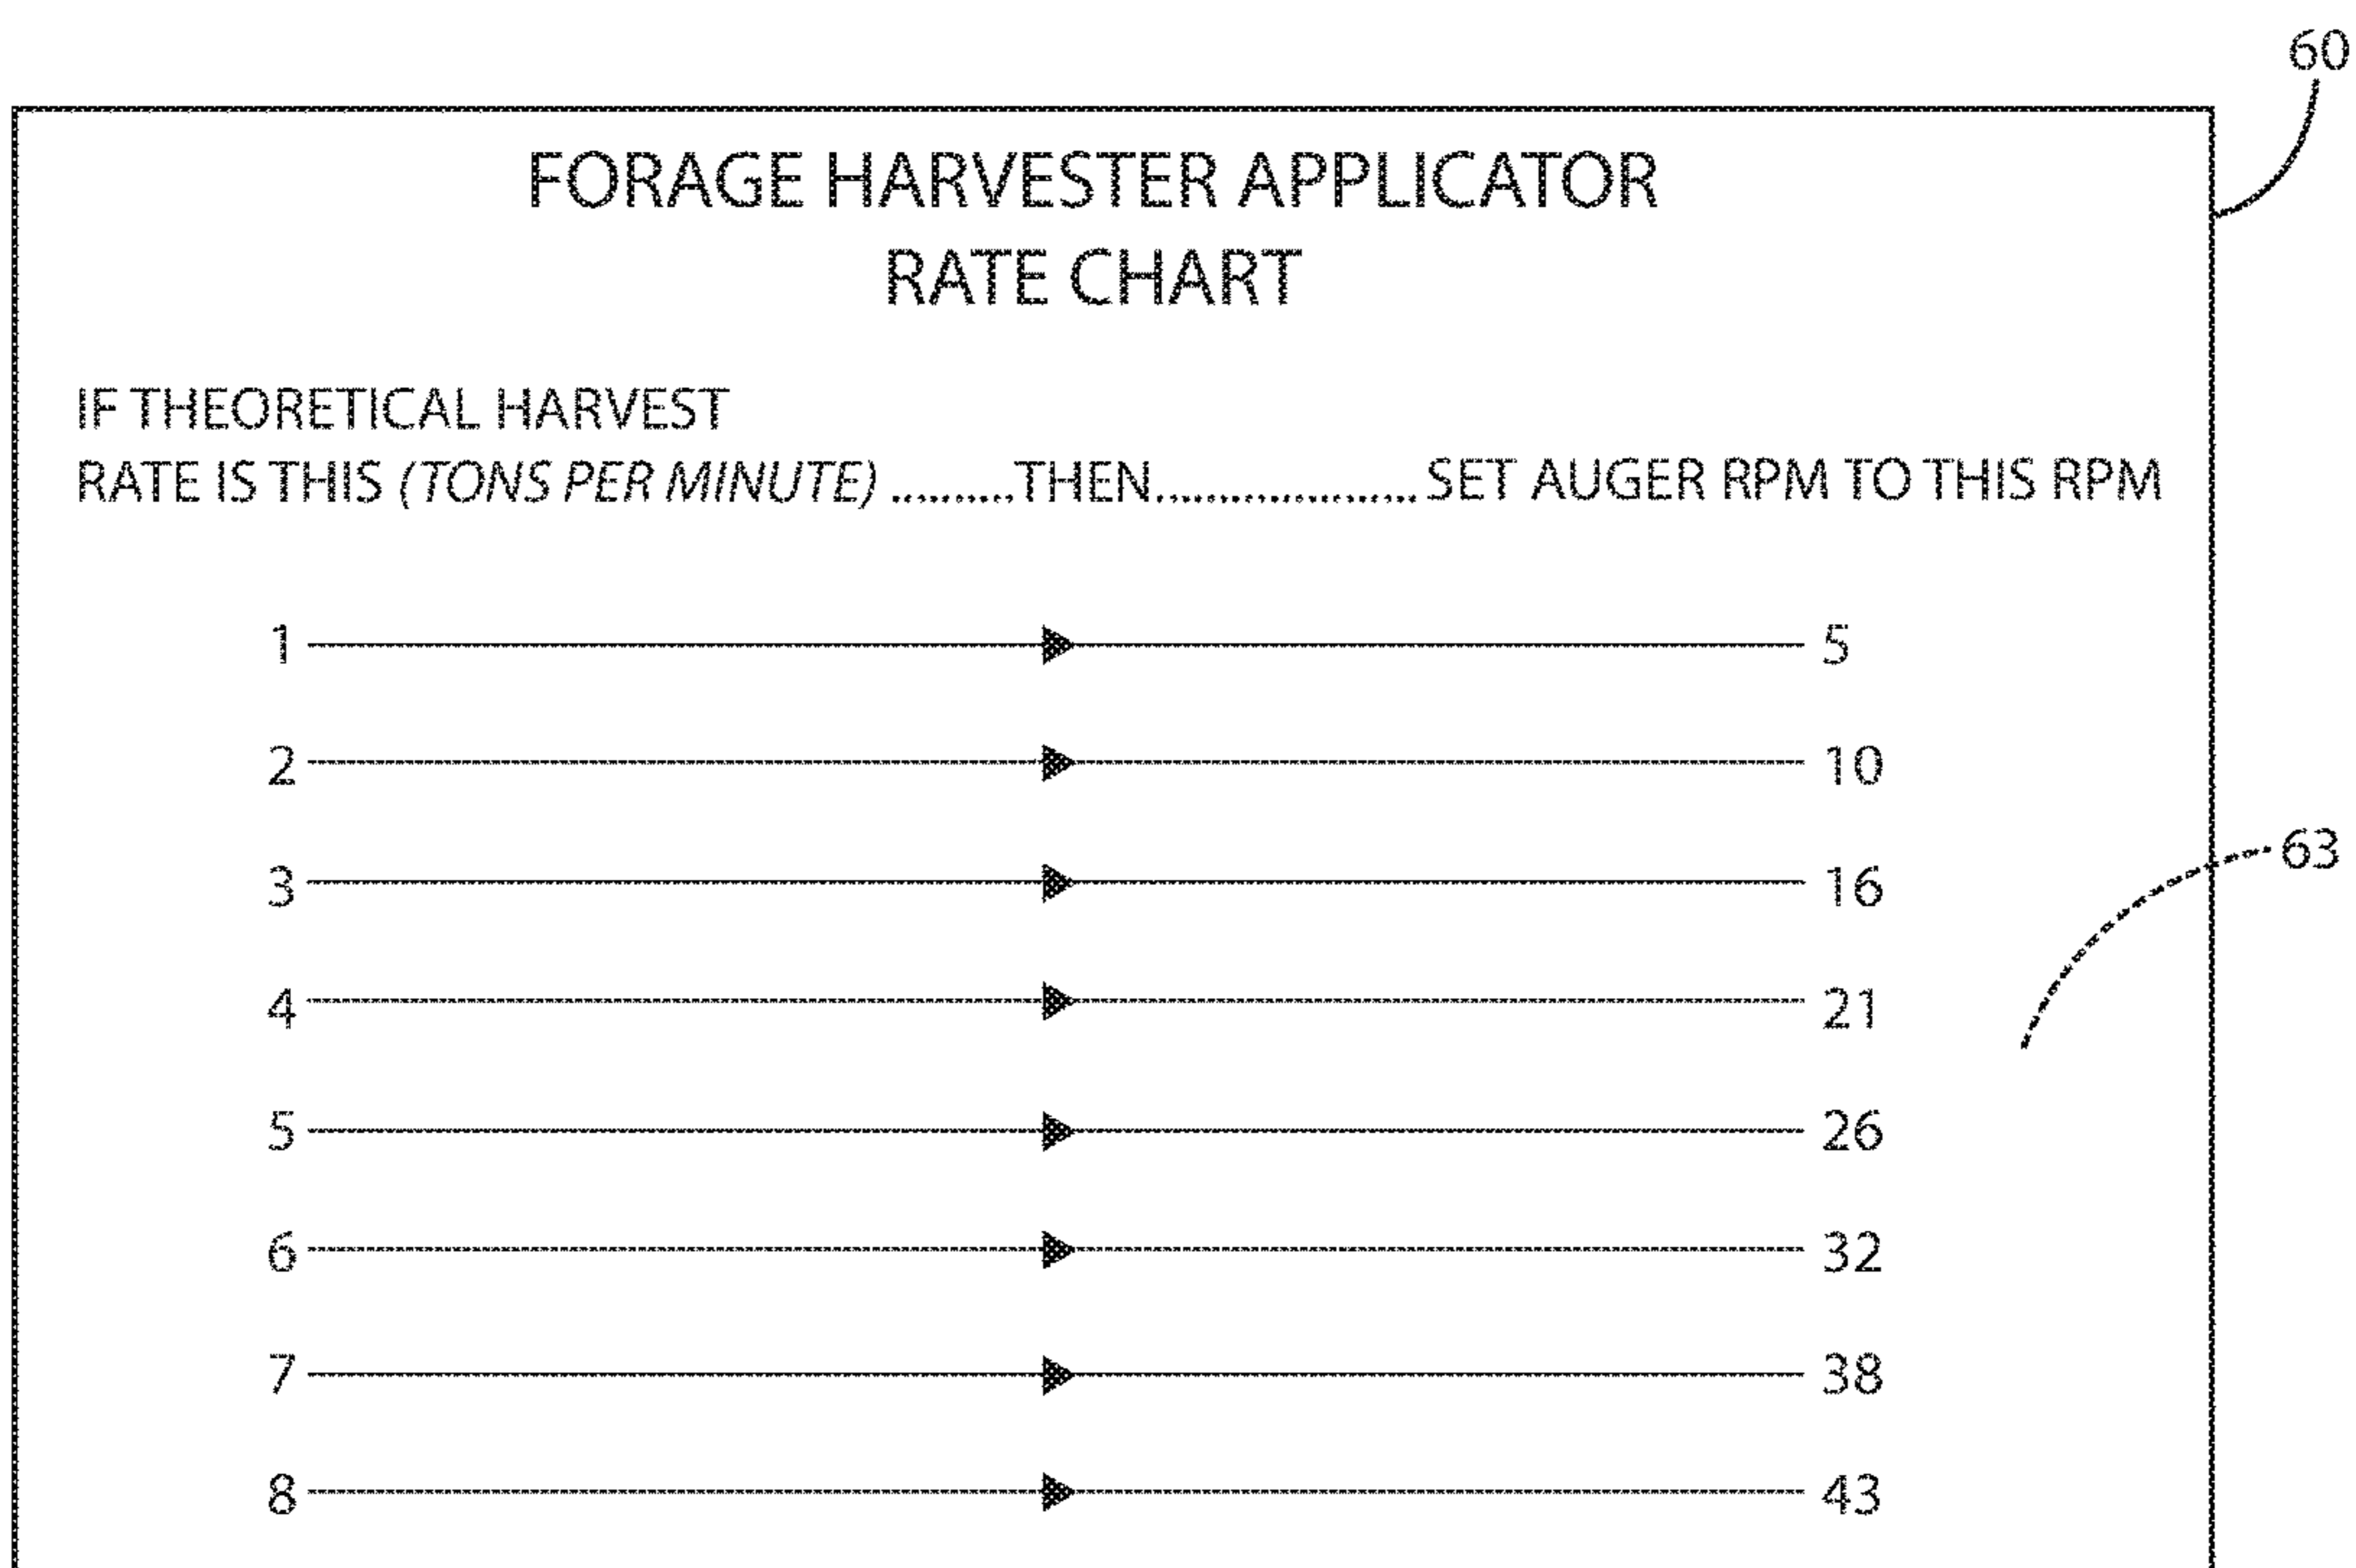 60
FORAGE HARVESTER APPLICATOR
RATE CHART
IF THEORETICAL HARVEST
RATE IS THIS (TONS PER MINUTE) ..........THEN..................... SET AUGER RPM TO THIS RPM
1 5
2 10
3 16
63
4 21
5 26
6 32
7 38
8 43